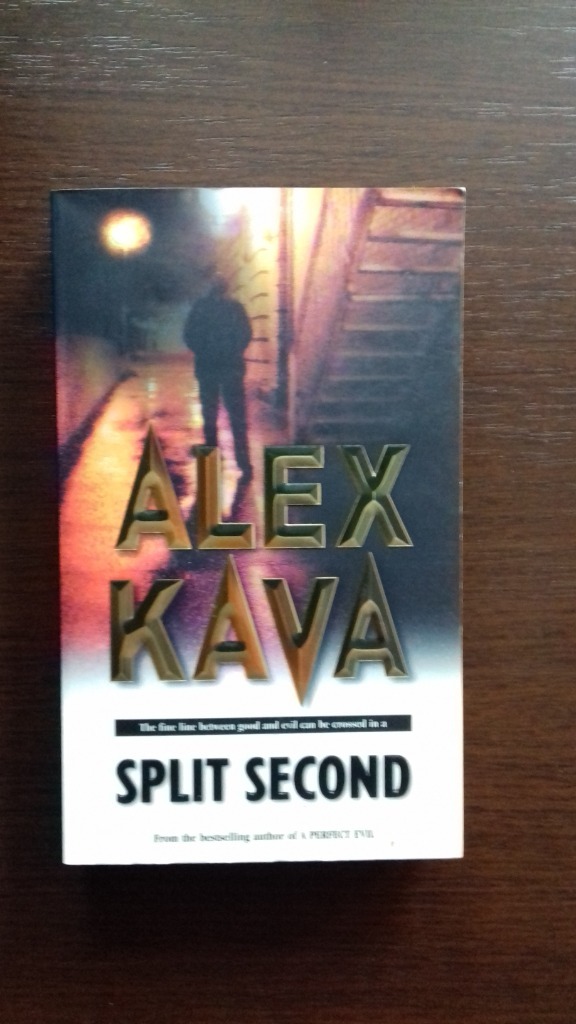 ALEX
KAVA
The fine line between good and evil can be crossed in a
SPLIT SECOND
From the bestselling author of A PERFECT EVIL